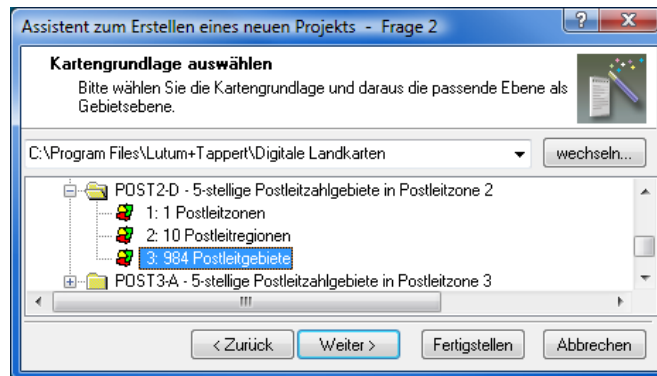 Assistent zum Erstellen eines neuen Projekts - Frage 2
Kartengrundlage auswählen
Bitte wählen Sie die Kartengrundlage und daraus die passende Ebene als
Gebietsebene.
C:\Program Files\Lutum+Tappert\Digitale Landkarten
wechseln...
POST2-D - 5-stellige Postleitzahlgebiete in Postleitzone 2
1: 1 Postleitzonen
2: 10 Postleitregionen
3: 984 Postleitgebiete
POST3-A - 5-stellige Postleitzahlgebiete in Postleitzone 3
< Zurück Weiter > Fertigstellen Abbrechen